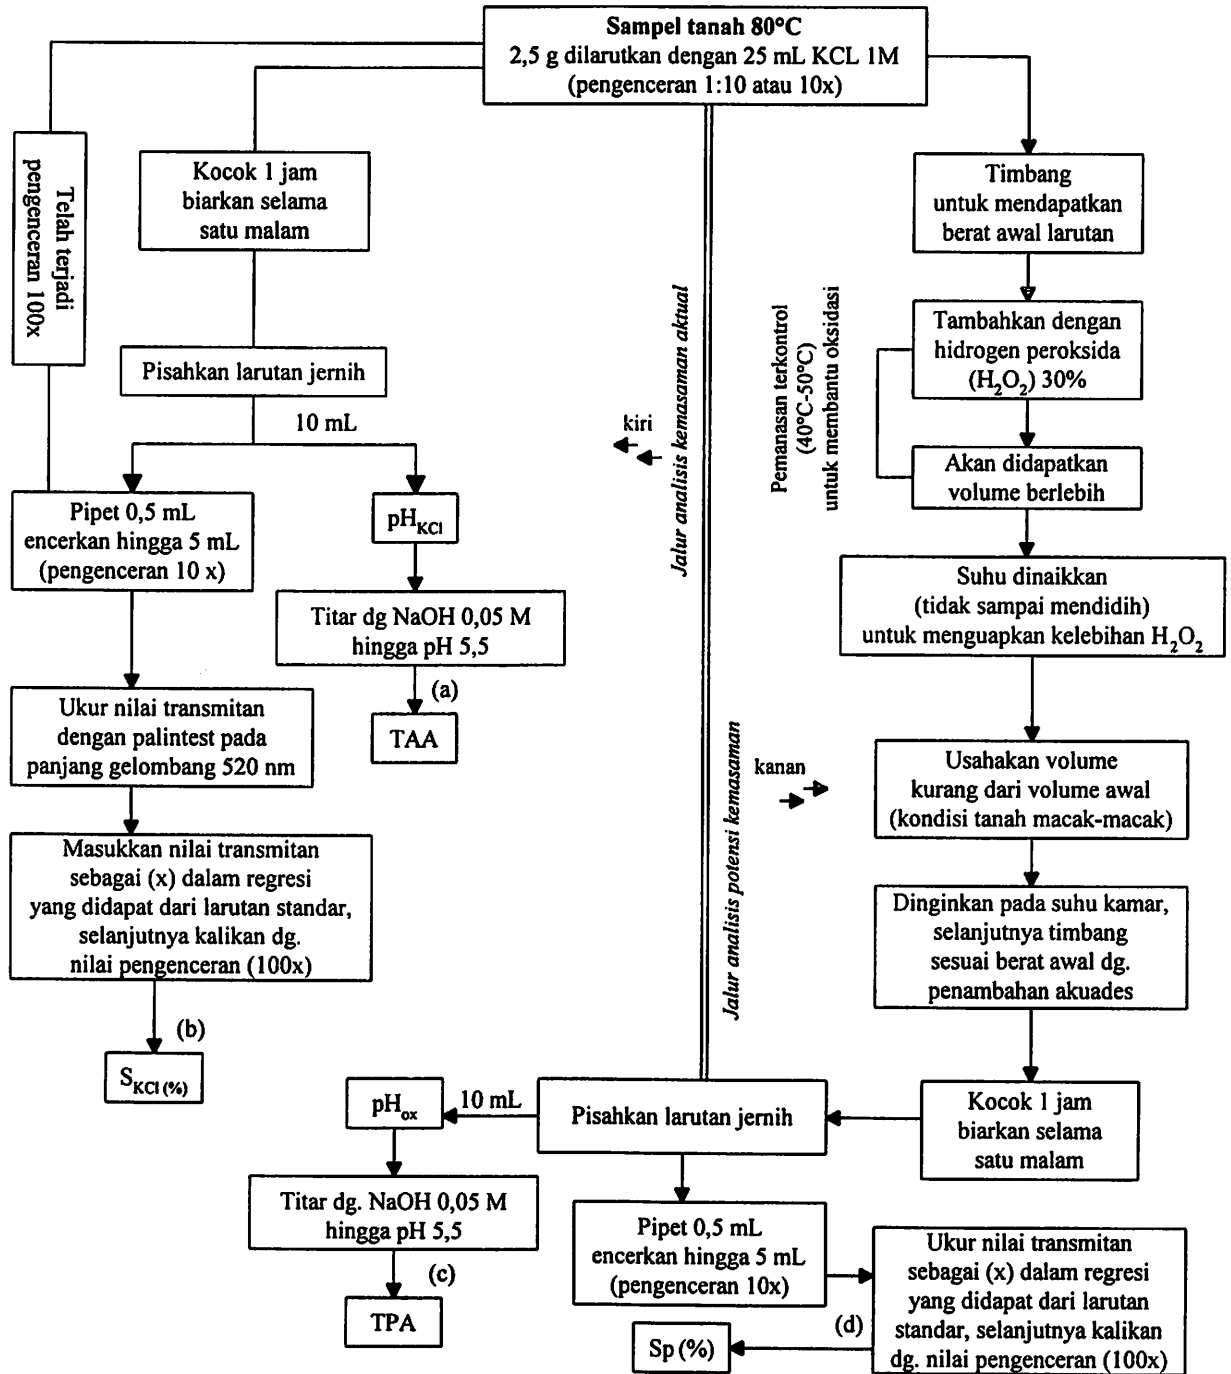 Sampel tanah 80°C
2,5 g dilarutkan dengan 25 mL KCL 1M
(pengenceran 1:10 atau 10x)
Telah terjadi
pengenceran 100x
Kocok 1 jam
biarkan selama
satu malam
Pisahkan larutan jernih
10 mL
Pipet 0,5 mL
encerkan hingga 5 mL
(pengenceran 10 x)
pH_KCl
Titar dg NaOH 0,05 M
hingga pH 5,5
(a)
TAA
Ukur nilai transmitan
dengan palintest pada
panjang gelombang 520 nm
Masukkan nilai transmitan
sebagai (x) dalam regresi
yang didapat dari larutan standar,
selanjutnya kalikan dg.
nilai pengenceran (100x)
(b)
S_KCl (%)
Jalur analisis kemasaman aktual
kiri
Jalur analisis potensi kemasaman
kanan
Timbang
untuk mendapatkan
berat awal larutan
Tambahkan dengan
hidrogen peroksida
(H₂O₂) 30%
Pemanasan terkontrol
(40°C-50°C)
untuk membantu oksidasi
Akan didapatkan
volume berlebih
Suhu dinaikkan
(tidak sampai mendidih)
untuk menguapkan kelebihan H₂O₂
Usahakan volume
kurang dari volume awal
(kondisi tanah macak-macak)
Dinginkan pada suhu kamar,
selanjutnya timbang
sesuai berat awal dg.
penambahan akuades
Kocok 1 jam
biarkan selama
satu malam
Pisahkan larutan jernih
10 mL
pH_ox
Titar dg. NaOH 0,05 M
hingga pH 5,5
(c)
TPA
Pipet 0,5 mL
encerkan hingga 5 mL
(pengenceran 10x)
Ukur nilai transmitan
sebagai (x) dalam regresi
yang didapat dari larutan
standar, selanjutnya kalikan
dg. nilai pengenceran (100x)
(d)
Sp (%)